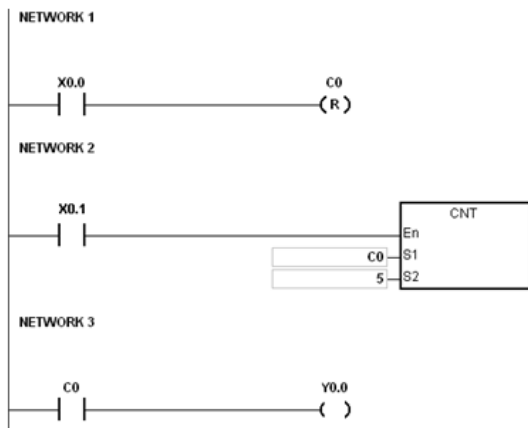 NETWORK 1
X0.0
C0
( R )
NETWORK 2
X0.1
CNT
En
C0 S1
5 S2
NETWORK 3
C0
Y0.0
( )